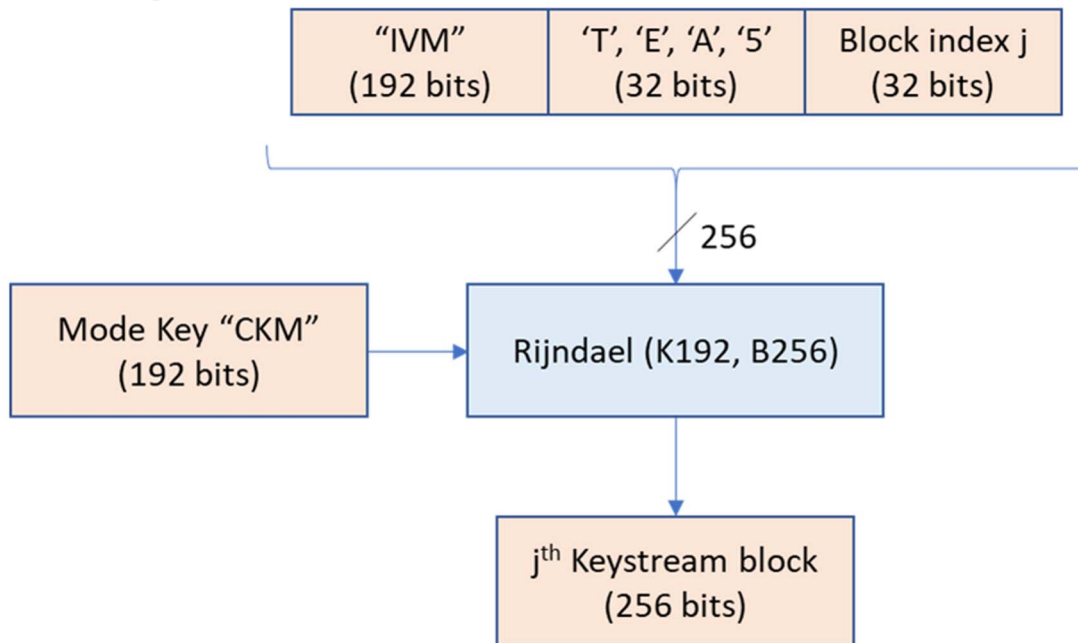 “IVM”
(192 bits)
‘T’, ‘E’, ‘A’, ‘5’
(32 bits)
Block index j
(32 bits)
256
Mode Key “CKM”
(192 bits)
Rijndael (K192, B256)
jth Keystream block
(256 bits)